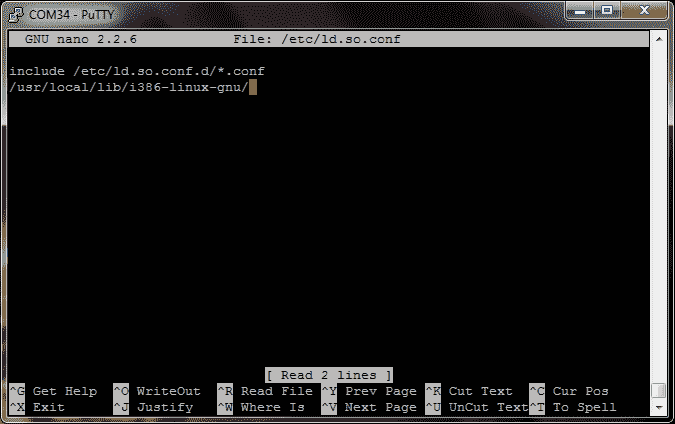 COM34 - PuTTY
GNU nano 2.2.6 File: /etc/ld.so.conf
include /etc/ld.so.conf.d/*.conf
/usr/local/lib/i386-linux-gnu/
[ Read 2 lines ]
^G Get Help ^O WriteOut ^R Read File ^Y Prev Page ^K Cut Text ^C Cur Pos
^X Exit ^J Justify ^W Where Is ^V Next Page ^U UnCut Text^T To Spell